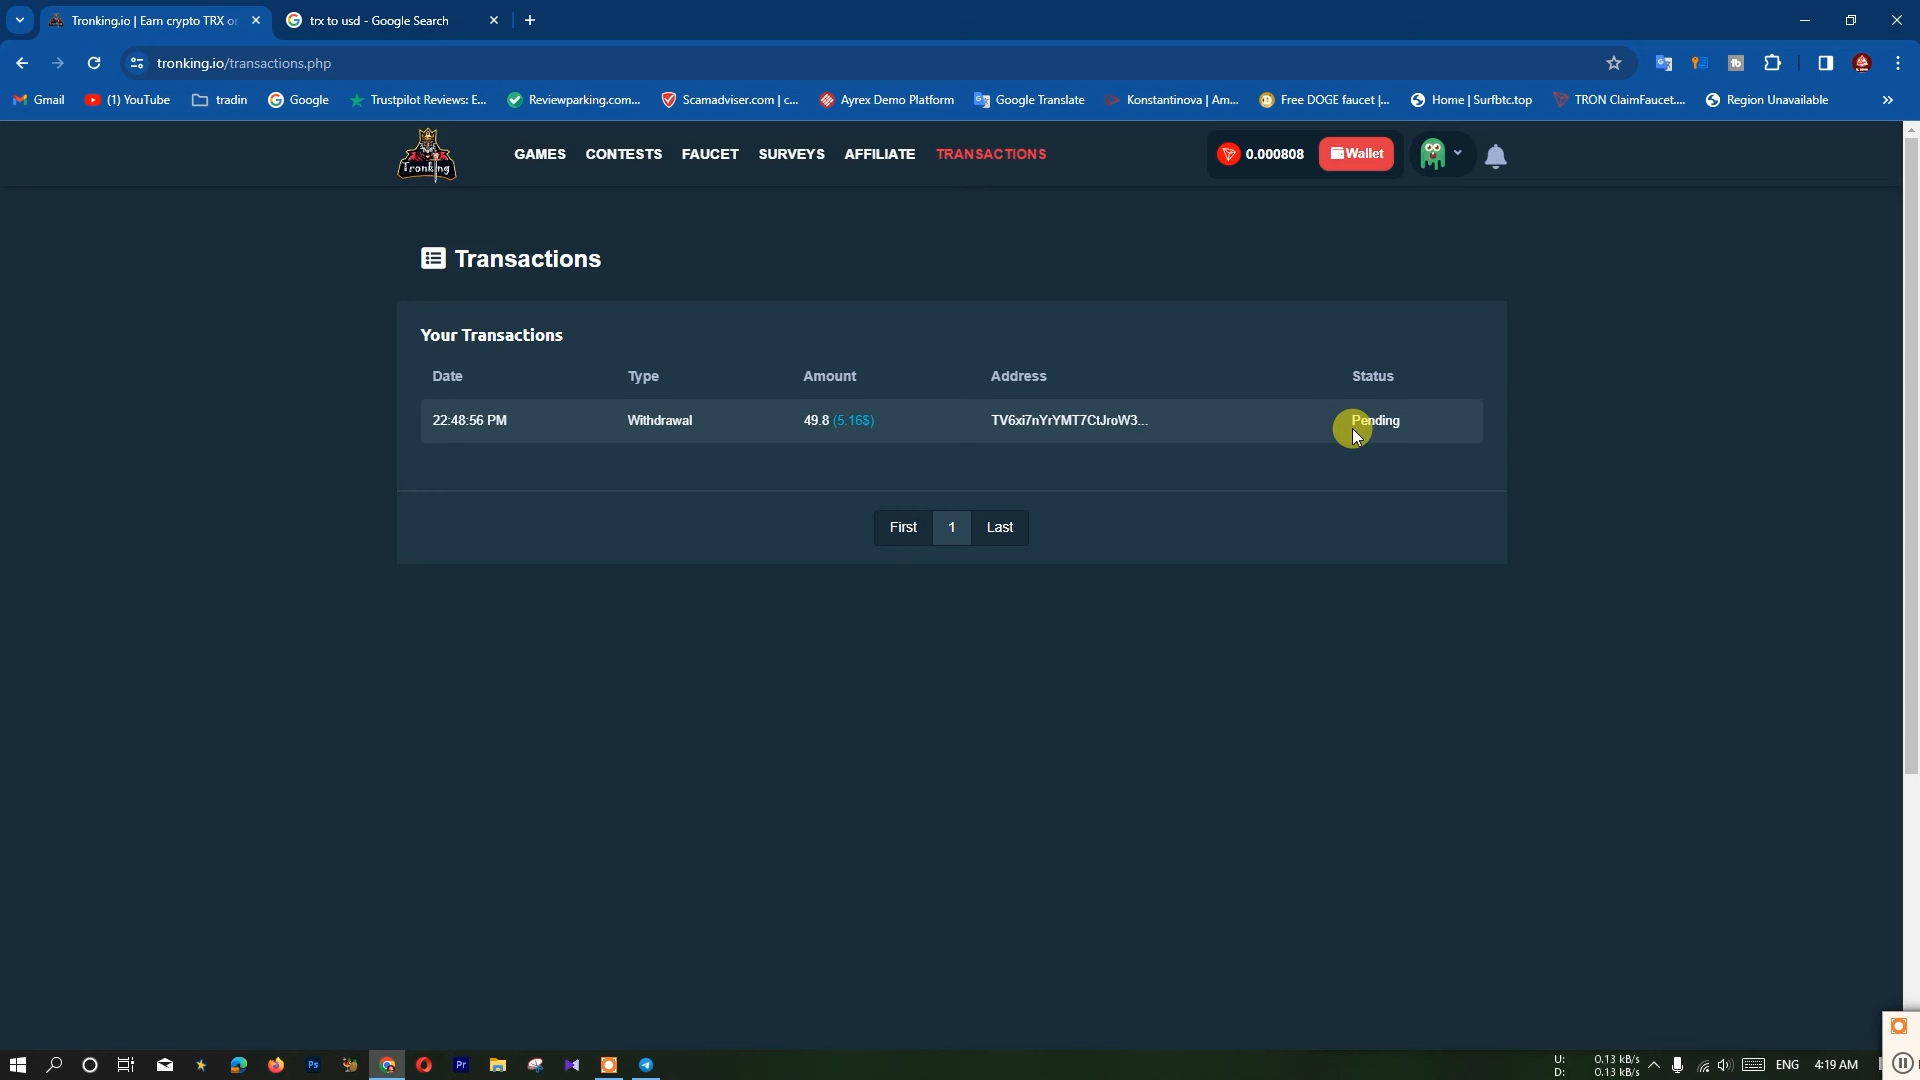 Tronking.io | Earn crypto TRX o
trx to usd - Google Search
tronking.io/transactions.php
Gmail
(1) YouTube
tradin
Google
Trustpilot Reviews: E...
Reviewparking.com...
Scamadviser.com | c...
Ayrex Demo Platform
Google Translate
Konstantinova | Am...
Free DOGE faucet |...
Home | Surfbtc.top
TRON ClaimFaucet....
Region Unavailable
»
Tronking
GAMES
CONTESTS
FAUCET
SURVEYS
AFFILIATE
TRANSACTIONS
0.000808
Wallet
Transactions
Your Transactions
Date Type Amount Address Status
22:48:56 PM Withdrawal 49.8 (5.16$) TV6xi7nYrYMT7CtJroW3... Pending
First 1 Last
Ps
Pr
U: 0.13 kB/s
D: 0.13 kB/s
ENG
4:19 AM